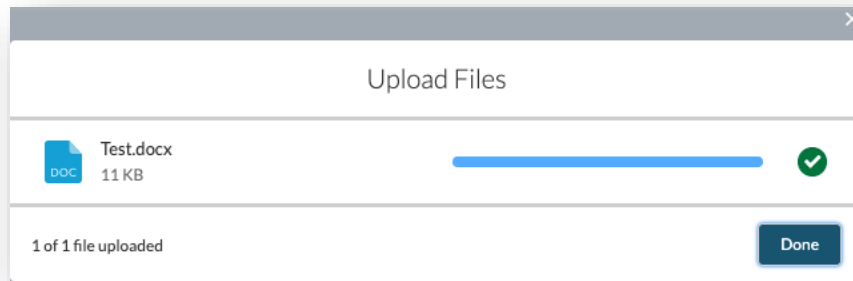 Upload Files
Test.docx
DOC
11 KB
1 of 1 file uploaded
Done